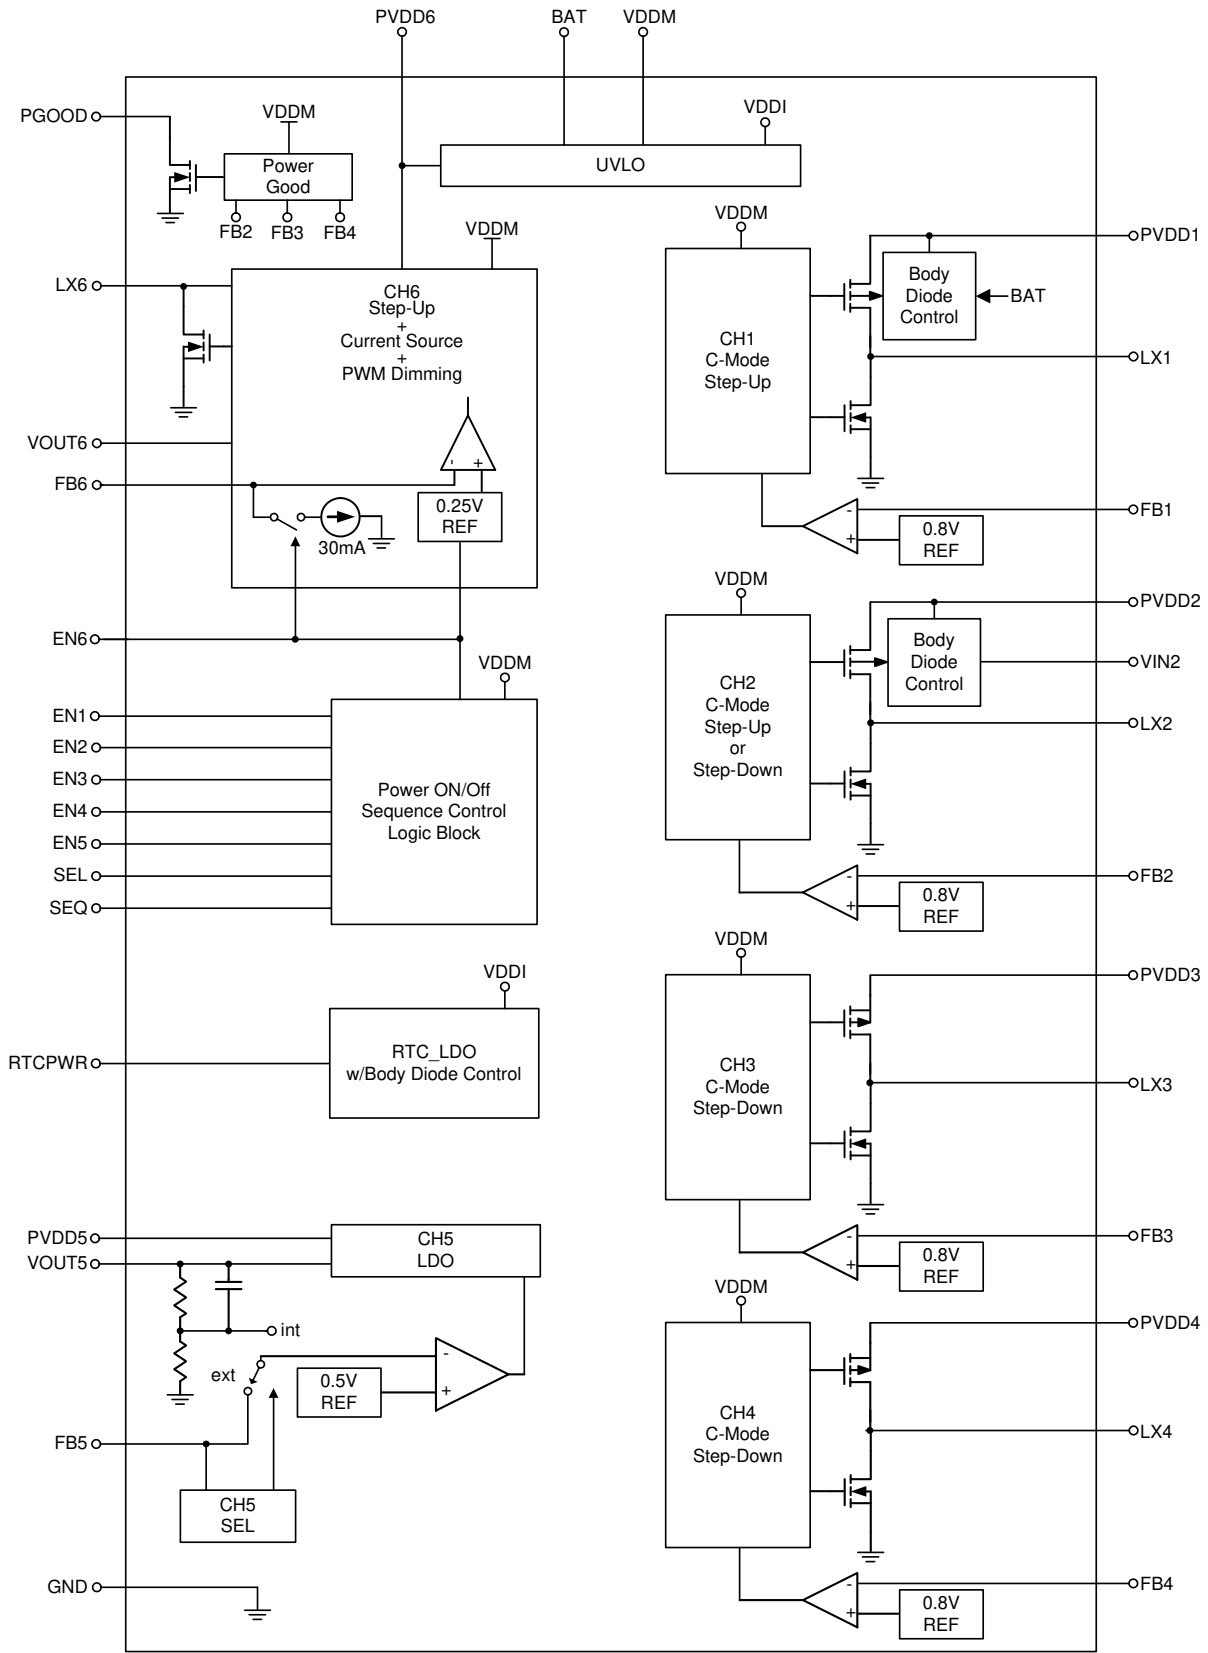 PVDD6
BAT
VDDM
PGOOD
VDDM
Power
Good
FB2
FB3
FB4
VDDI
UVLO
LX6
VDDM
CH6
Step-Up
+
Current Source
+
PWM Dimming
VOUT6
FB6
- +
0.25V
REF
30mA
EN6
VDDM
EN1
EN2
EN3
EN4
EN5
SEL
SEQ
Power ON/Off
Sequence Control
Logic Block
VDDI
RTCPWR
RTC_LDO
w/Body Diode Control
PVDD5
VOUT5
CH5
LDO
int
ext
-
+
0.5V
REF
FB5
CH5
SEL
GND
VDDM
PVDD1
Body
Diode
Control
BAT
CH1
C-Mode
Step-Up
LX1
-
+
FB1
0.8V
REF
VDDM
PVDD2
Body
Diode
Control
VIN2
CH2
C-Mode
Step-Up
or
Step-Down
LX2
-
+
FB2
0.8V
REF
VDDM
PVDD3
CH3
C-Mode
Step-Down
LX3
-
+
FB3
0.8V
REF
VDDM
PVDD4
CH4
C-Mode
Step-Down
LX4
-
+
FB4
0.8V
REF